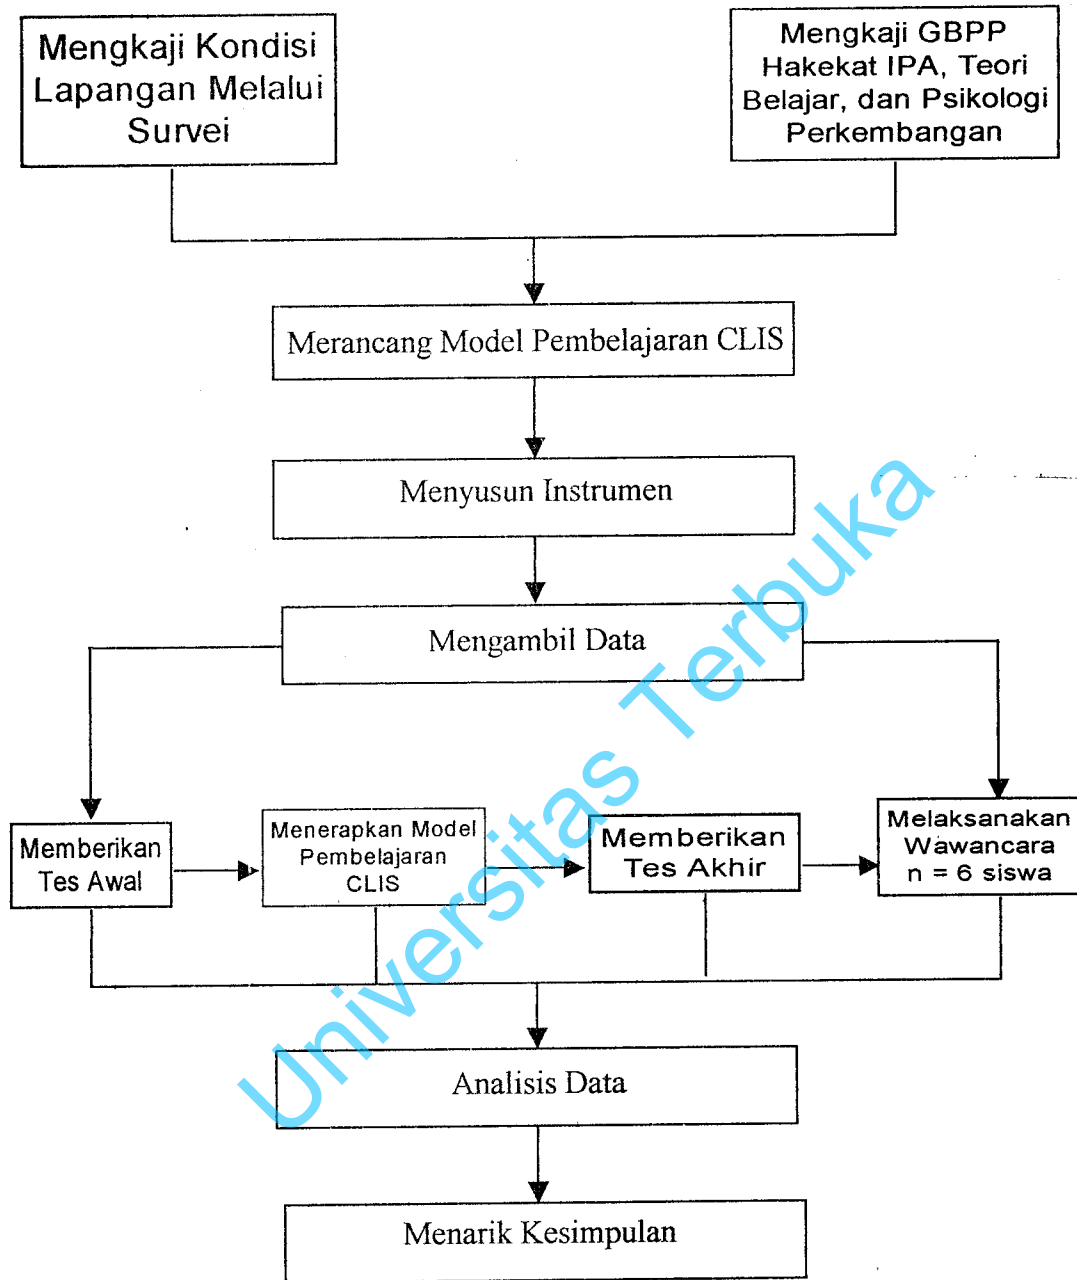 Mengkaji Kondisi
Lapangan Melalui
Survei
Mengkaji GBPP
Hakekat IPA, Teori
Belajar, dan Psikologi
Perkembangan
Merancang Model Pembelajaran CLIS
Menyusun Instrumen
Mengambil Data
Memberikan
Tes Awal
Menerapkan Model
Pembelajaran
CLIS
Memberikan
Tes Akhir
Melaksanakan
Wawancara
n = 6 siswa
Analisis Data
Menarik Kesimpulan
Universitas Terbuka